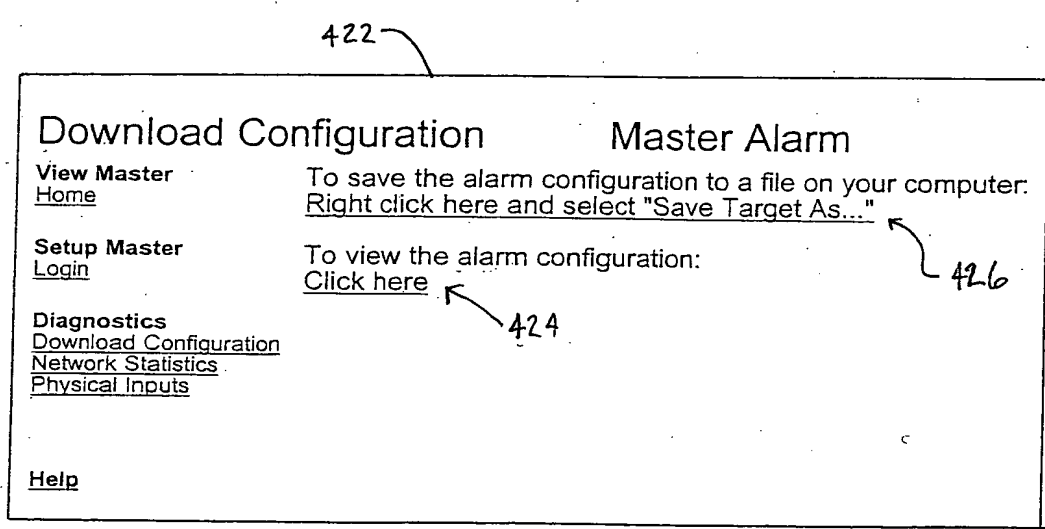 422
Download Configuration Master Alarm
View Master
Home
To save the alarm configuration to a file on your computer:
Right click here and select "Save Target As..."
426
Setup Master
Login
To view the alarm configuration:
Click here
424
Diagnostics
Download Configuration
Network Statistics
Physical Inputs
Help